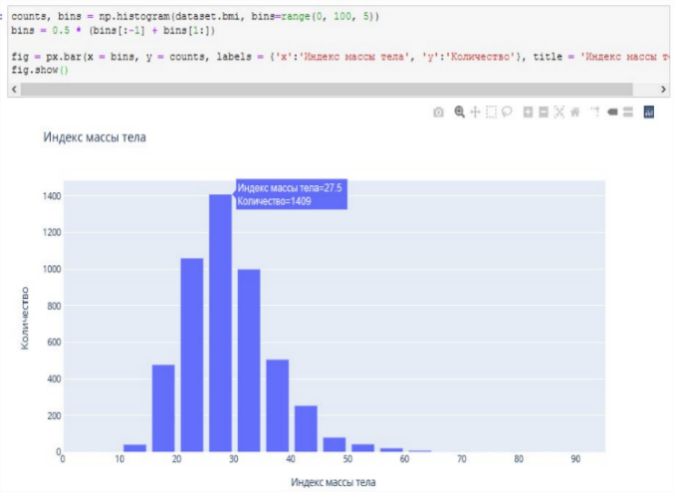 counts, bins = np.histogram(dataset.bmi, bins=range(0, 100, 5))
bins = 0.5 * (bins[:-1] + bins[1:])
fig = px.bar(x = bins, y = counts, labels = {'x':'Индекс массы тела', 'y':'Количество'}, title = 'Индекс массы т
fig.show()
Индекс массы тела
Индекс массы тела=27.5
Количество=1409
1400
1200
1000
800
600
400
200
0
Количество
0 10 20 30 40 50 60 70 80 90
Индекс массы тела